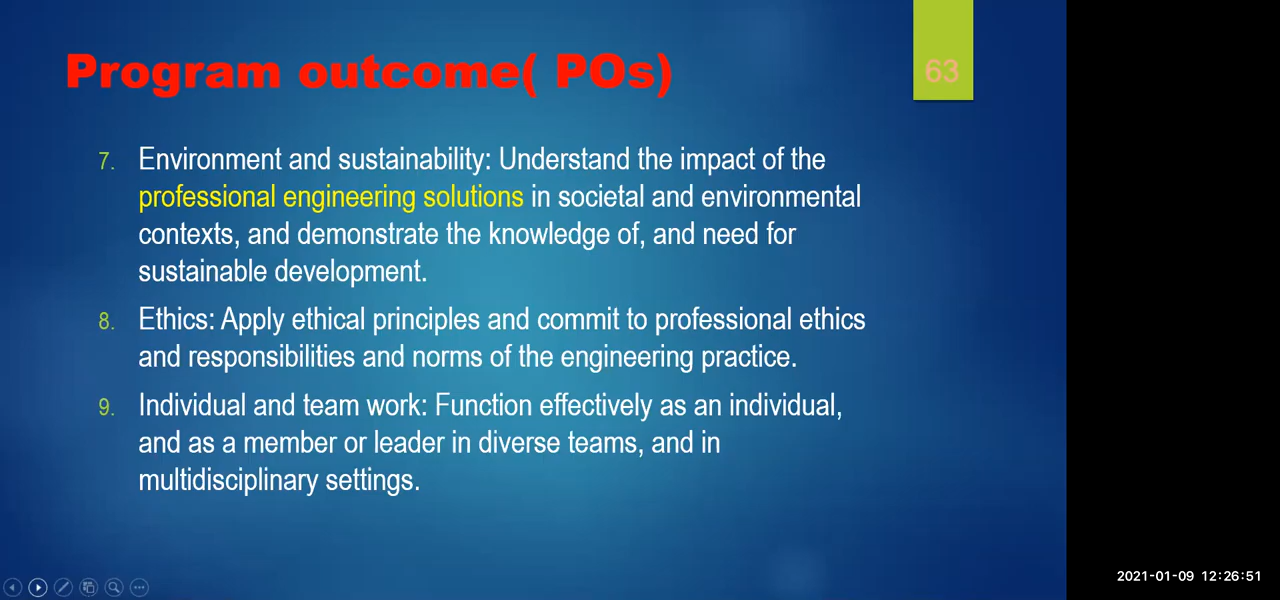 Program outcome( POs)
63
7. Environment and sustainability: Understand the impact of the
professional engineering solutions in societal and environmental
contexts, and demonstrate the knowledge of, and need for
sustainable development.
8. Ethics: Apply ethical principles and commit to professional ethics
and responsibilities and norms of the engineering practice.
9. Individual and team work: Function effectively as an individual,
and as a member or leader in diverse teams, and in
multidisciplinary settings.
2021-01-09 12:26:51